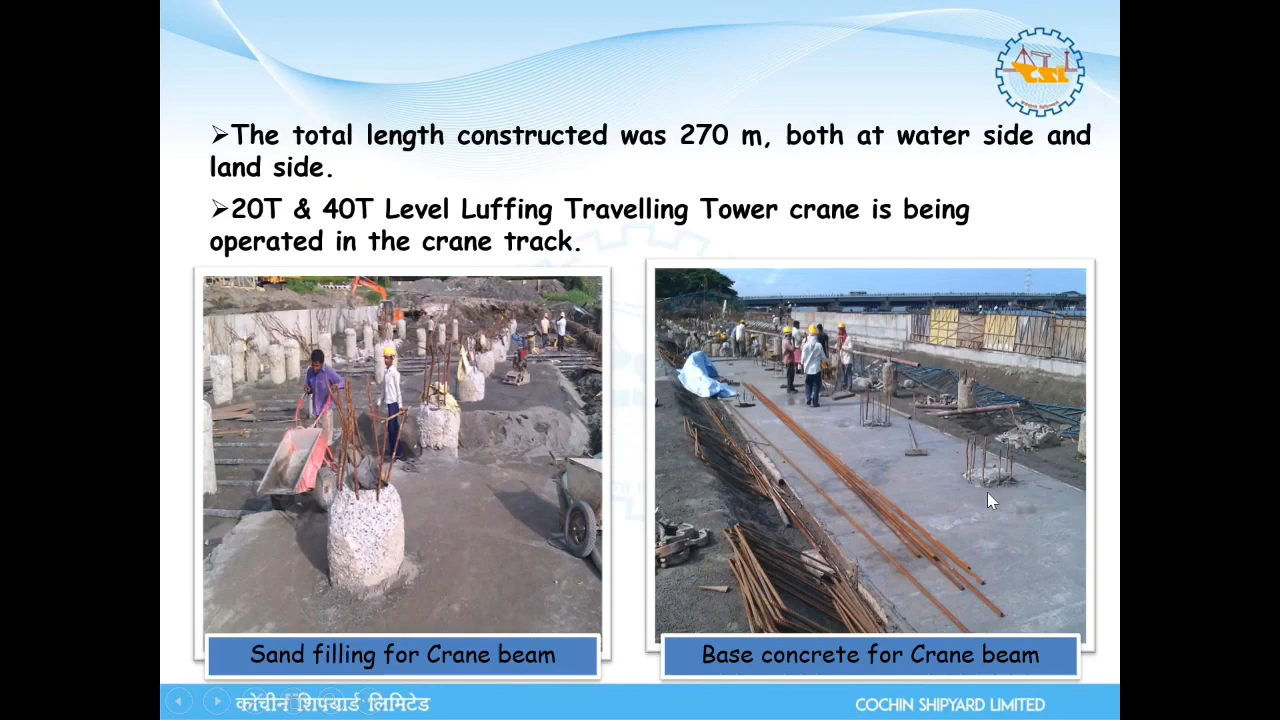 CSL
➢The total length constructed was 270 m, both at water side and
land side.
➢20T & 40T Level Luffing Travelling Tower crane is being
operated in the crane track.
Sand filling for Crane beam
Base concrete for Crane beam
कोचीन शिपयार्ड लिमिटेड
COCHIN SHIPYARD LIMITED